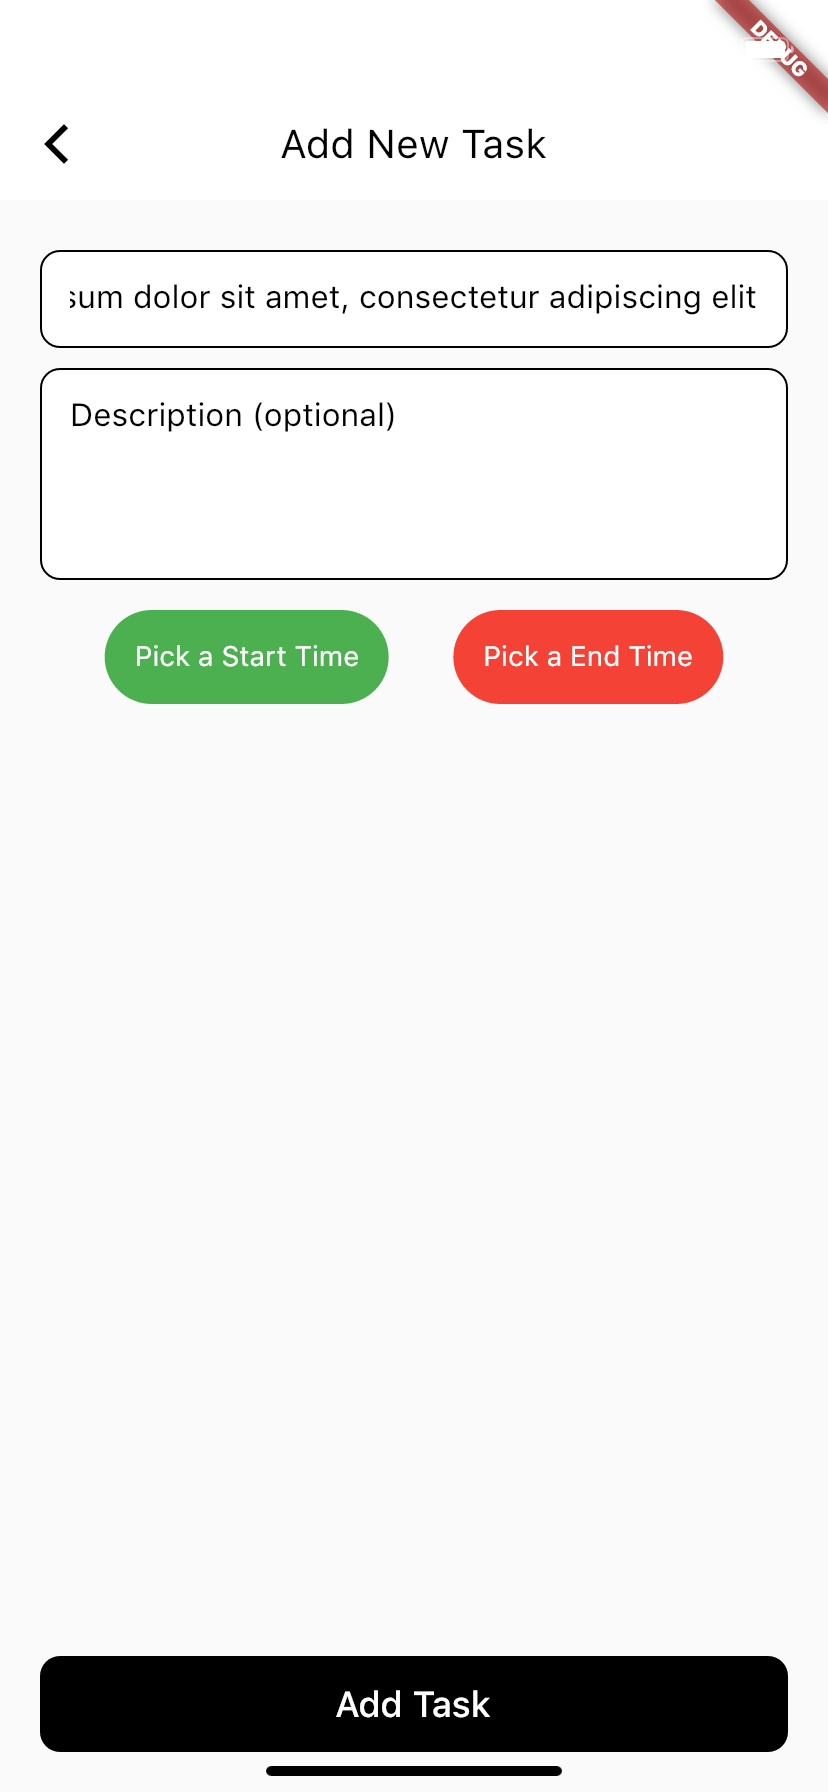 DEBUG
Add New Task
sum dolor sit amet, consectetur adipiscing elit
Description (optional)
Pick a Start Time
Pick a End Time
Add Task